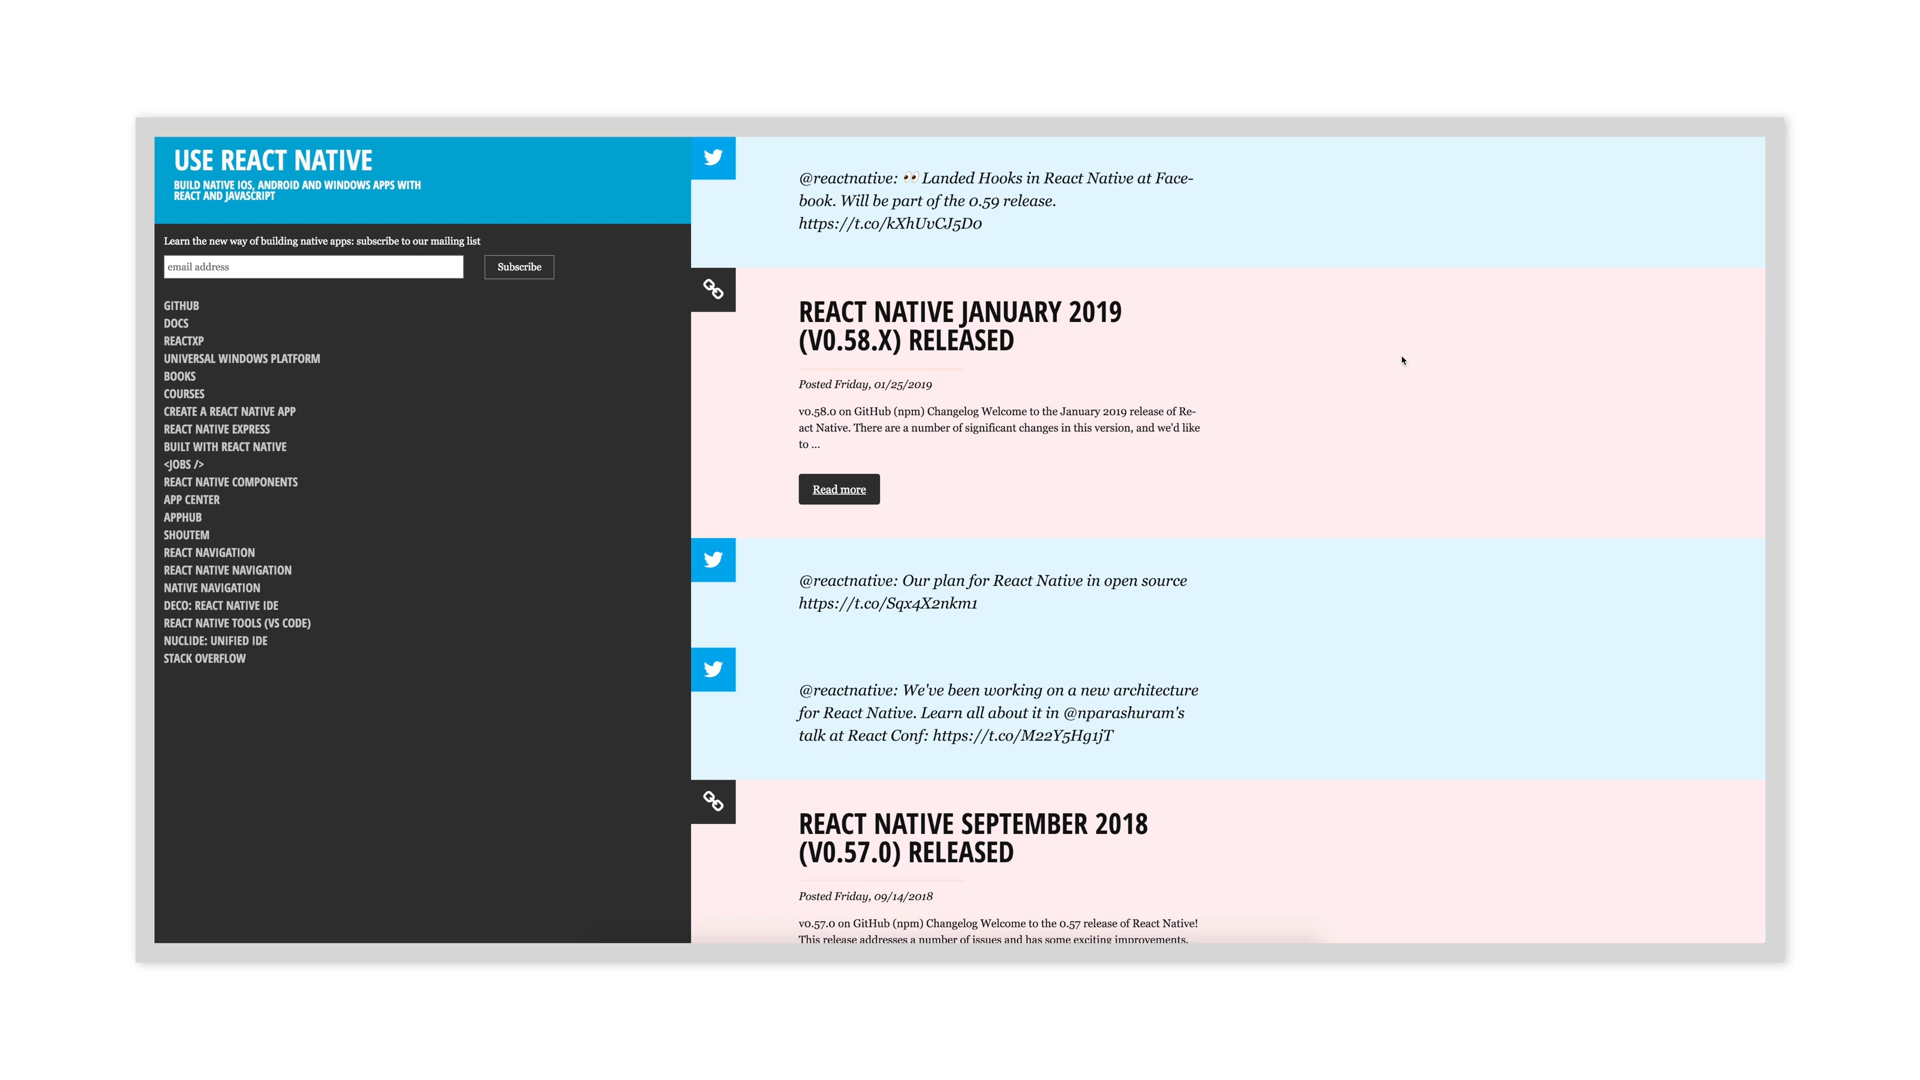 USE REACT NATIVE
BUILD NATIVE IOS, ANDROID AND WINDOWS APPS WITH
REACT AND JAVASCRIPT
Learn the new way of building native apps: subscribe to our mailing list
email address
Subscribe
GITHUB
DOCS
REACTXP
UNIVERSAL WINDOWS PLATFORM
BOOKS
COURSES
CREATE A REACT NATIVE APP
REACT NATIVE EXPRESS
BUILT WITH REACT NATIVE
<JOBS />
REACT NATIVE COMPONENTS
APP CENTER
APPHUB
SHOUTEM
REACT NAVIGATION
REACT NATIVE NAVIGATION
NATIVE NAVIGATION
DECO: REACT NATIVE IDE
REACT NATIVE TOOLS (VS CODE)
NUCLIDE: UNIFIED IDE
STACK OVERFLOW
@reactnative: 👀 Landed Hooks in React Native at Face-
book. Will be part of the 0.59 release.
https://t.co/kXhUvCJ5D0
REACT NATIVE JANUARY 2019
(V0.58.X) RELEASED
Posted Friday, 01/25/2019
v0.58.0 on GitHub (npm) Changelog Welcome to the January 2019 release of Re-
act Native. There are a number of significant changes in this version, and we'd like
to ...
Read more
@reactnative: Our plan for React Native in open source
https://t.co/Sqx4X2nkm1
@reactnative: We've been working on a new architecture
for React Native. Learn all about it in @nparashuram's
talk at React Conf: https://t.co/M22Y5Hg1jT
REACT NATIVE SEPTEMBER 2018
(V0.57.0) RELEASED
Posted Friday, 09/14/2018
v0.57.0 on GitHub (npm) Changelog Welcome to the 0.57 release of React Native!
This release addresses a number of issues and has some exciting improvements.